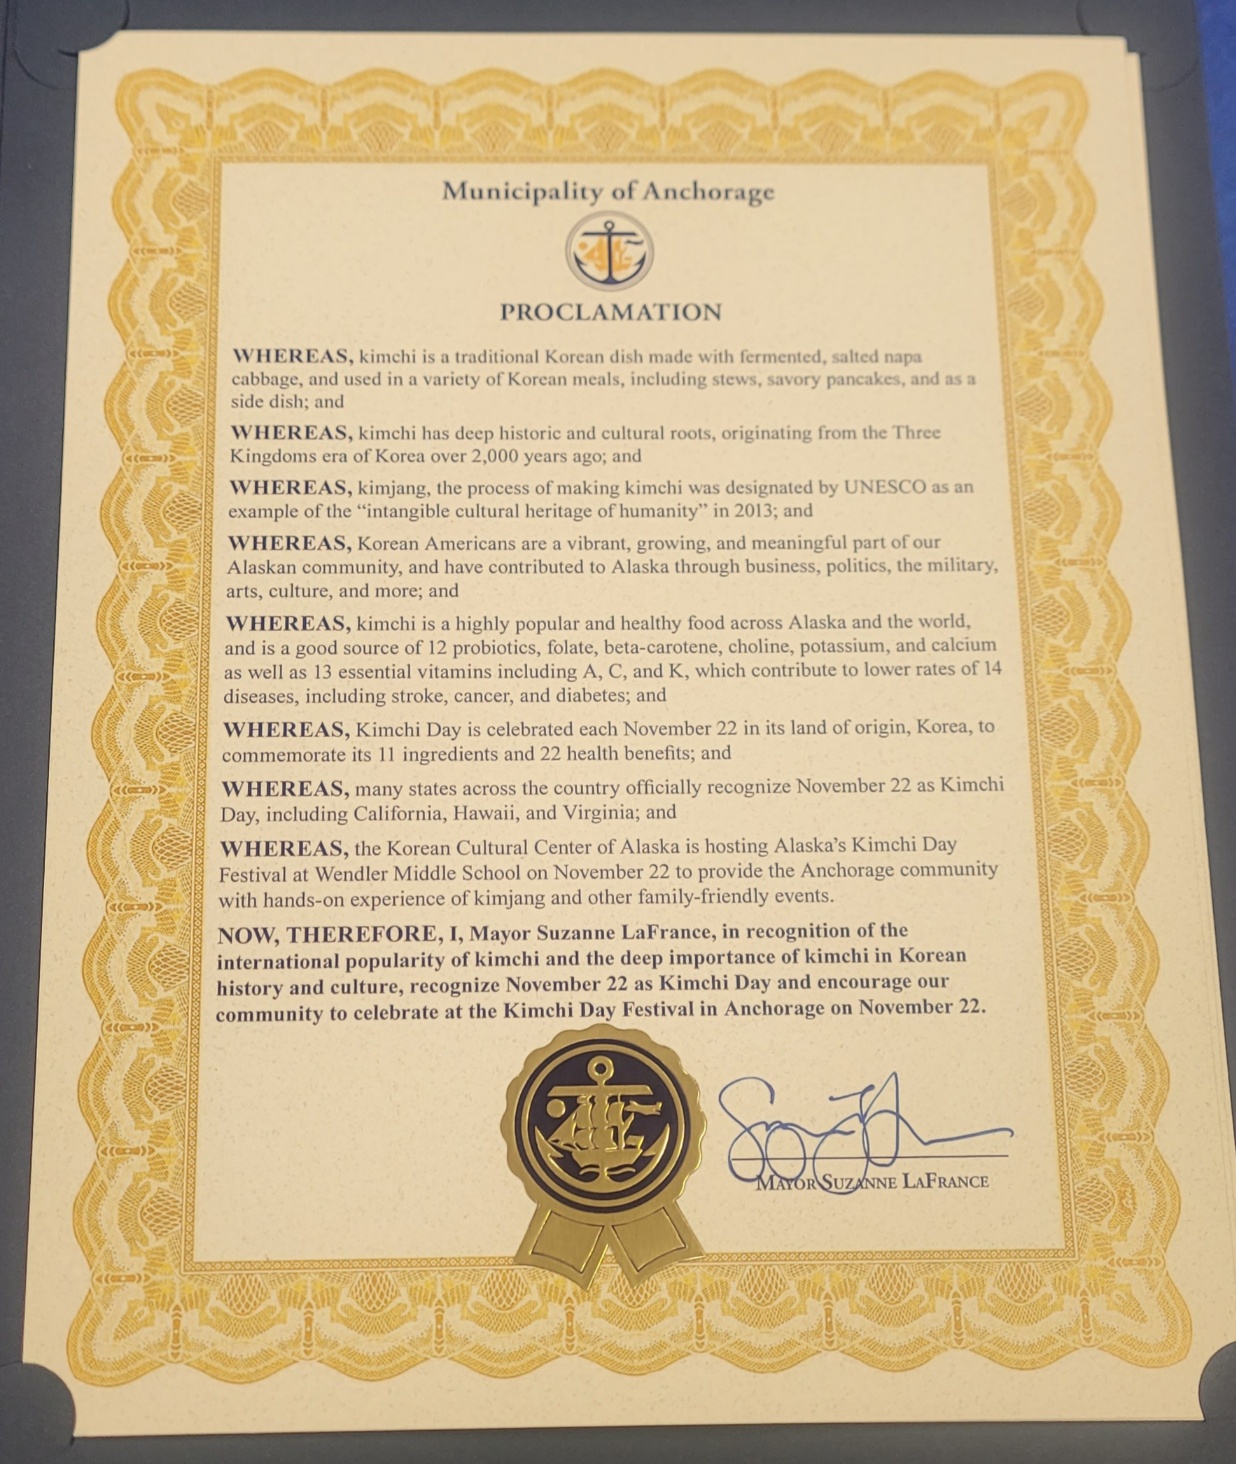 Municipality of Anchorage
PROCLAMATION
WHEREAS, kimchi is a traditional Korean dish made with fermented, salted napa
cabbage, and used in a variety of Korean meals, including stews, savory pancakes, and as a
side dish; and
WHEREAS, kimchi has deep historic and cultural roots, originating from the Three
Kingdoms era of Korea over 2,000 years ago; and
WHEREAS, kimjang, the process of making kimchi was designated by UNESCO as an
example of the “intangible cultural heritage of humanity” in 2013; and
WHEREAS, Korean Americans are a vibrant, growing, and meaningful part of our
Alaskan community, and have contributed to Alaska through business, politics, the military,
arts, culture, and more; and
WHEREAS, kimchi is a highly popular and healthy food across Alaska and the world,
and is a good source of 12 probiotics, folate, beta-carotene, choline, potassium, and calcium
as well as 13 essential vitamins including A, C, and K, which contribute to lower rates of 14
diseases, including stroke, cancer, and diabetes; and
WHEREAS, Kimchi Day is celebrated each November 22 in its land of origin, Korea, to
commemorate its 11 ingredients and 22 health benefits; and
WHEREAS, many states across the country officially recognize November 22 as Kimchi
Day, including California, Hawaii, and Virginia; and
WHEREAS, the Korean Cultural Center of Alaska is hosting Alaska’s Kimchi Day
Festival at Wendler Middle School on November 22 to provide the Anchorage community
with hands-on experience of kimjang and other family-friendly events.
NOW, THEREFORE, I, Mayor Suzanne LaFrance, in recognition of the
international popularity of kimchi and the deep importance of kimchi in Korean
history and culture, recognize November 22 as Kimchi Day and encourage our
community to celebrate at the Kimchi Day Festival in Anchorage on November 22.
MAYOR SUZANNE LAFRANCE